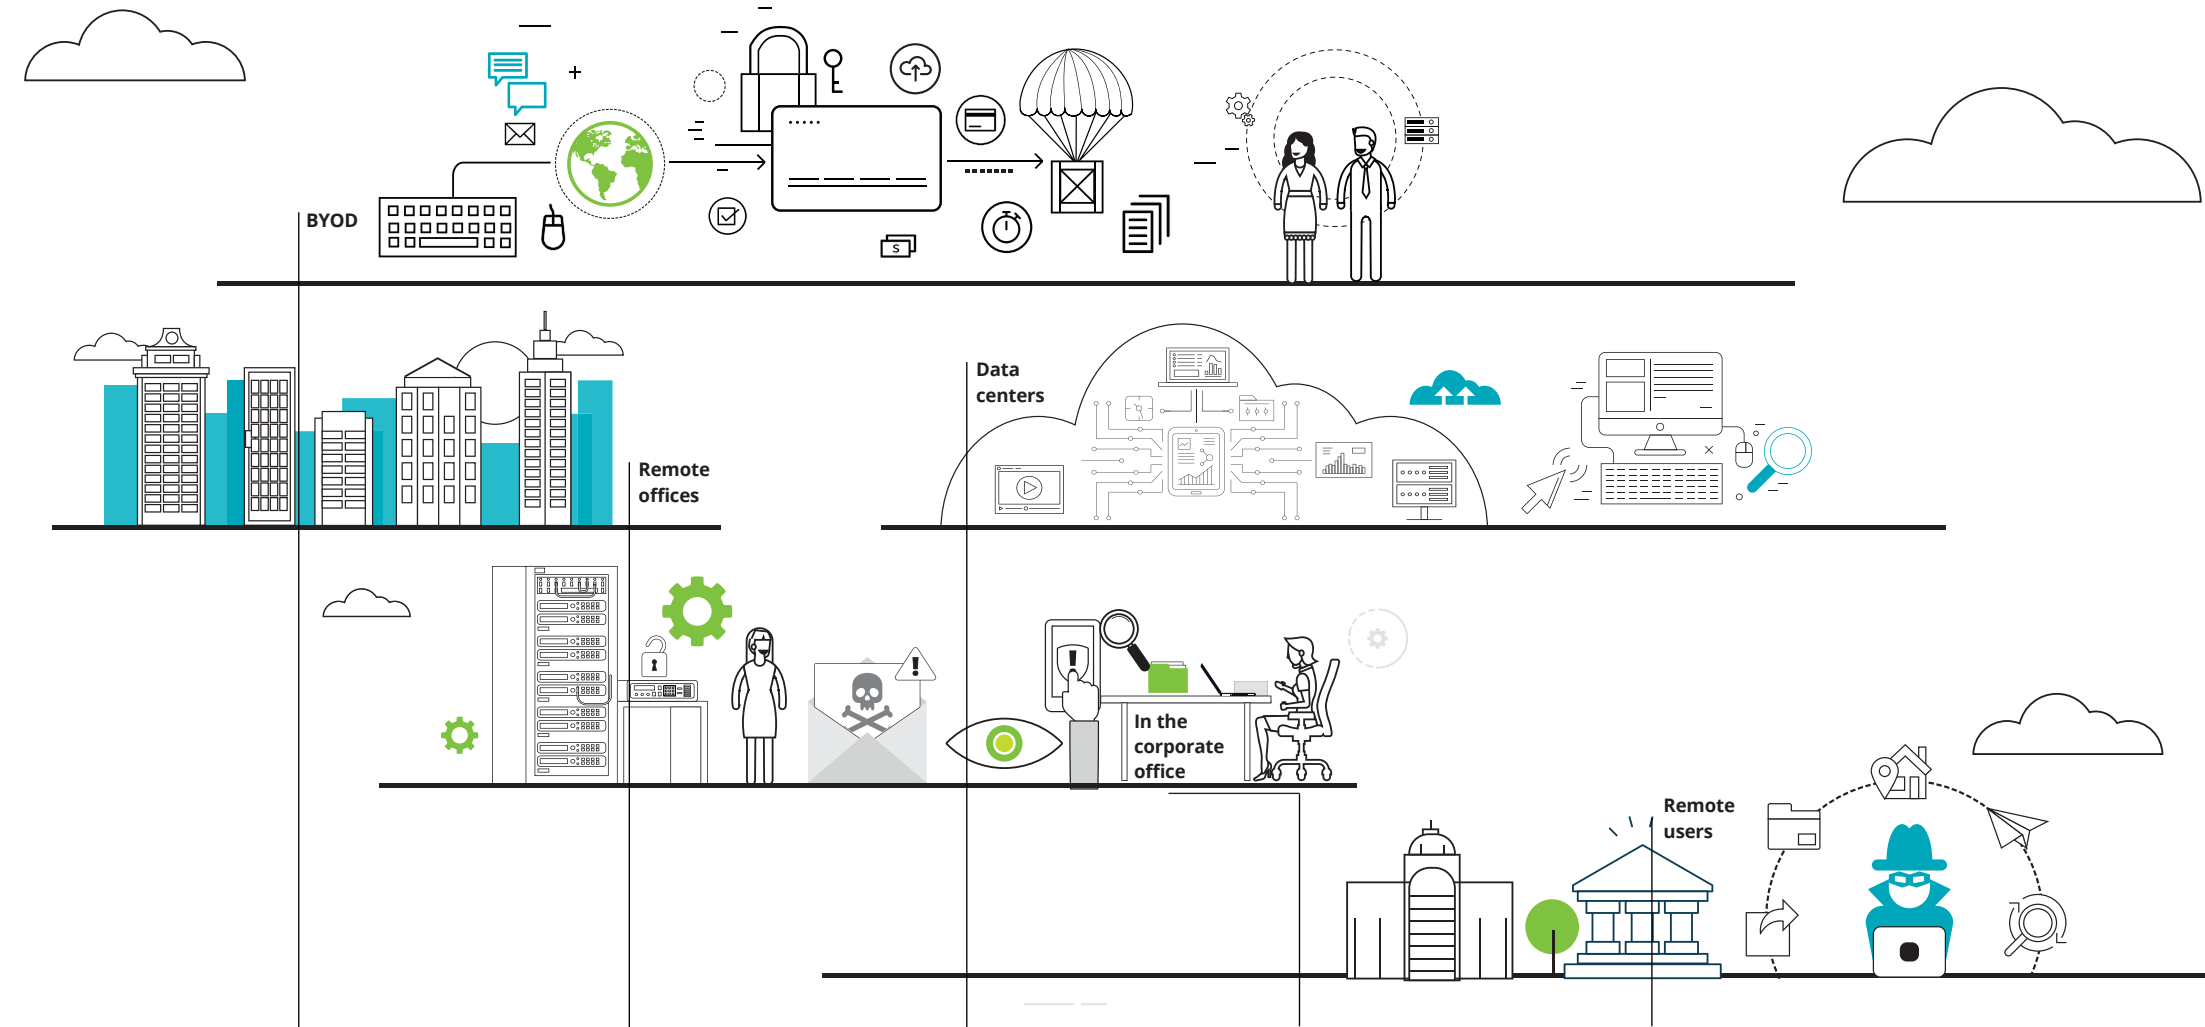 BYOD
$
Remote
offices
Data
centers
In the
corporate
office
Remote
users